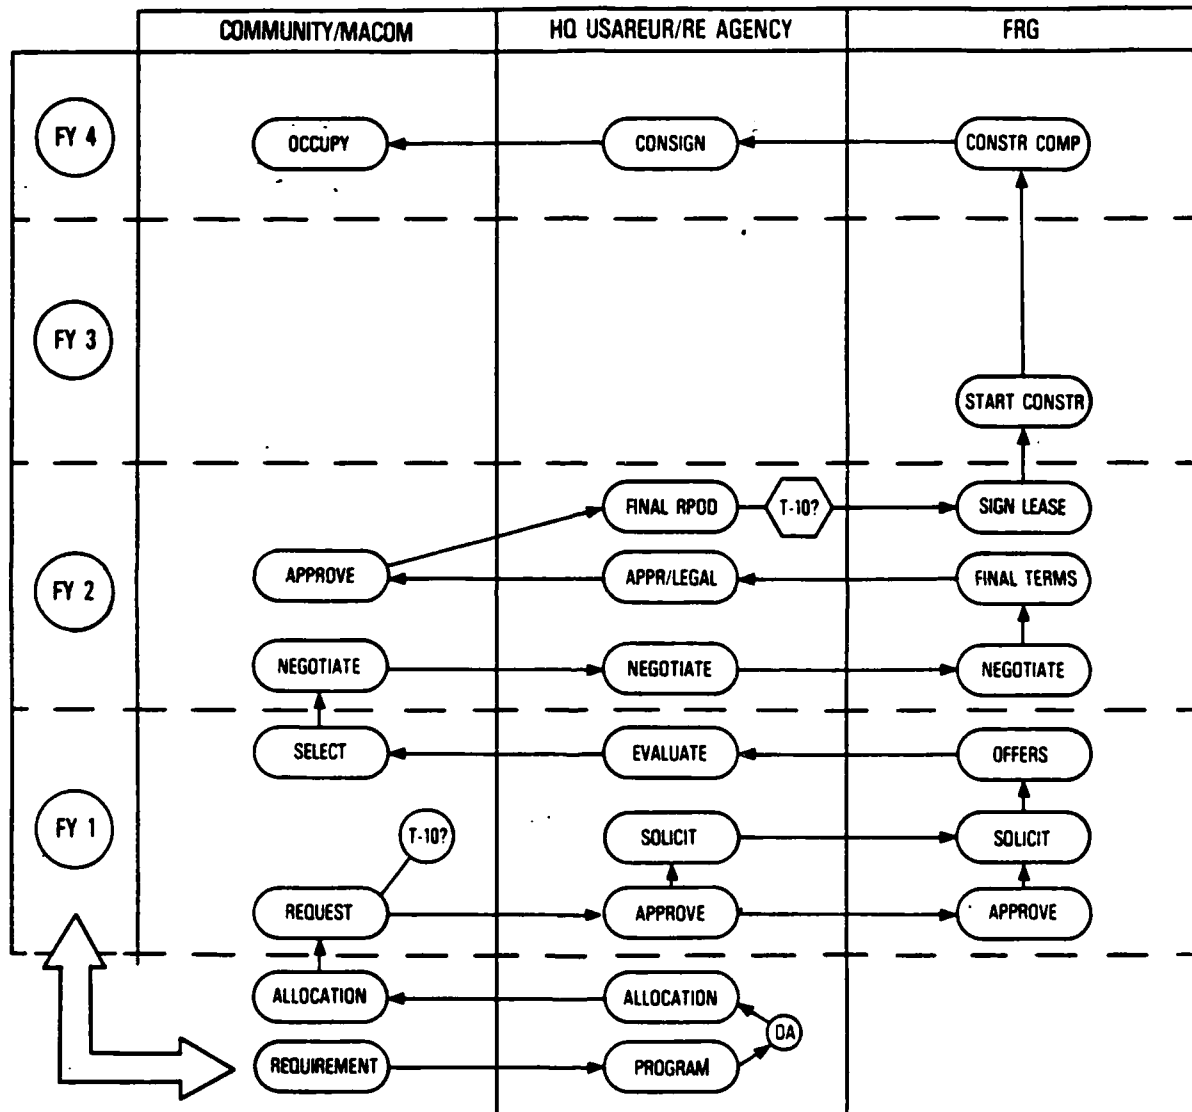 COMMUNITY/MACOM
HQ USAREUR/RE AGENCY
FRG
FY 4
OCCUPY
CONSIGN
CONSTR COMP
FY 3
START CONSTR
FINAL RPOD
T-10?
SIGN LEASE
FY 2
APPROVE
APPR/LEGAL
FINAL TERMS
NEGOTIATE
NEGOTIATE
NEGOTIATE
SELECT
EVALUATE
OFFERS
FY 1
T-10?
SOLICIT
SOLICIT
REQUEST
APPROVE
APPROVE
ALLOCATION
ALLOCATION
DA
REQUIREMENT
PROGRAM